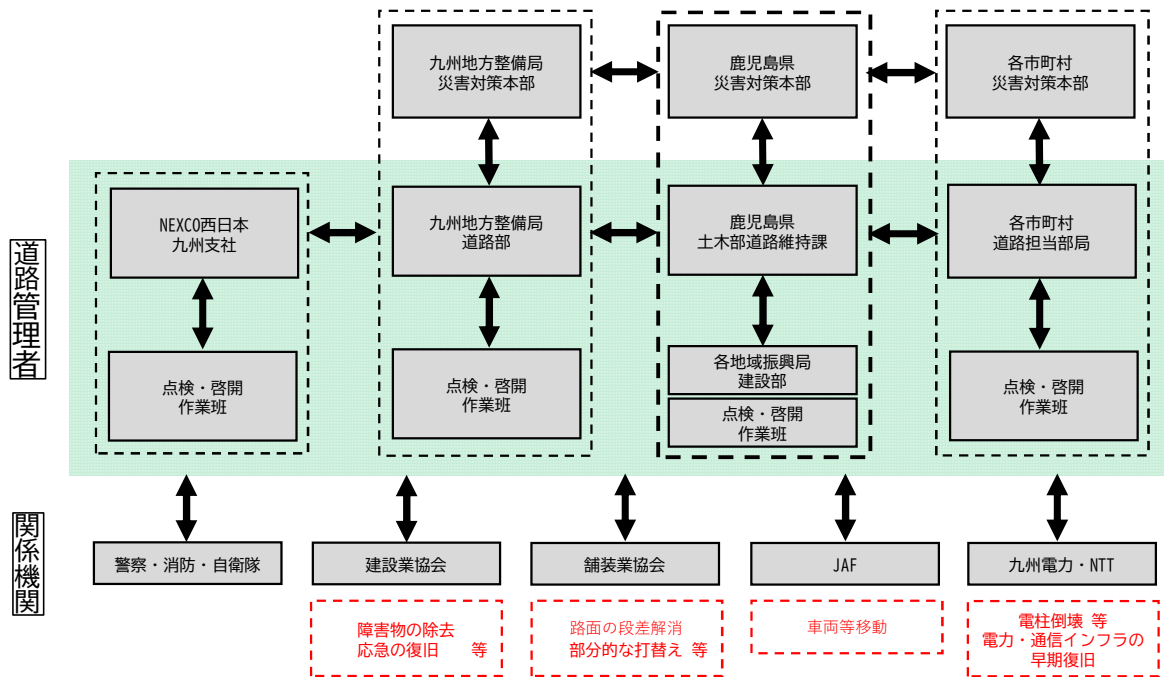 九州地方整備局
災害対策本部
鹿児島県
災害対策本部
各市町村
災害対策本部
道路管理者
NEXCO西日本
九州支社
九州地方整備局
道路部
鹿児島県
土木部道路維持課
各市町村
道路担当部局
点検・啓開
作業班
点検・啓開
作業班
各地域振興局
建設部
点検・啓開
作業班
点検・啓開
作業班
関係機関
警察・消防・自衛隊
建設業協会
舗装業協会
JAF
九州電力・NTT
障害物の除去
応急の復旧 等
路面の段差解消
部分的な打替え 等
車両等移動
電柱倒壊 等
電力・通信インフラの
早期復旧